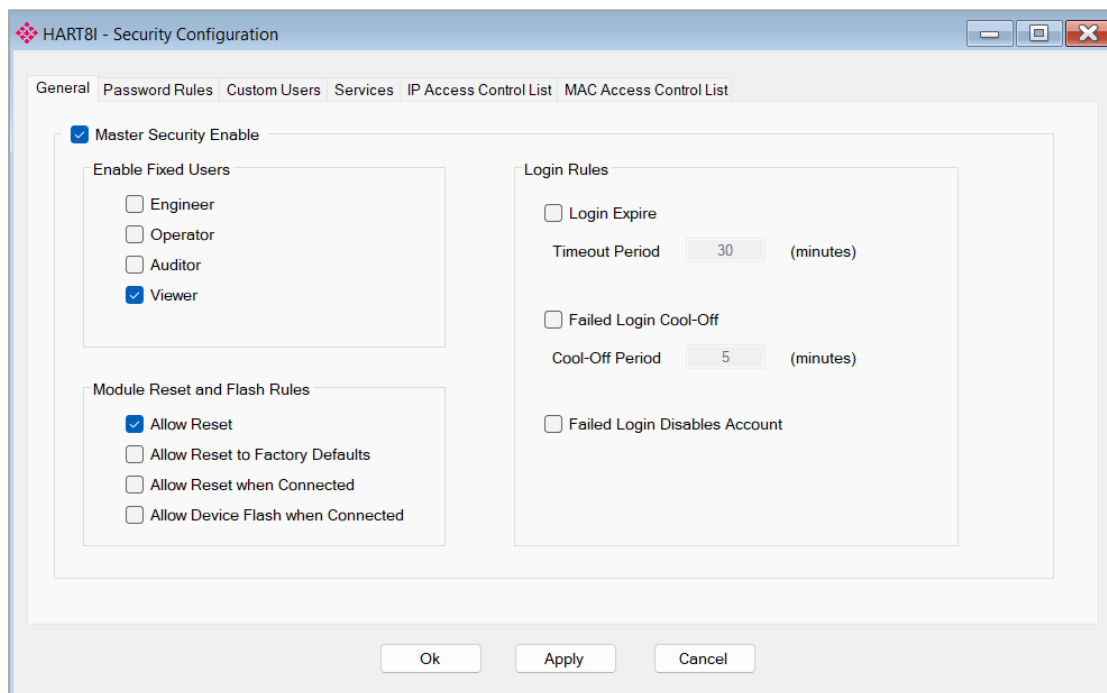 HART8I - Security Configuration
General Password Rules Custom Users Services IP Access Control List MAC Access Control List
Master Security Enable
Enable Fixed Users
Engineer
Operator
Auditor
Viewer
Module Reset and Flash Rules
Allow Reset
Allow Reset to Factory Defaults
Allow Reset when Connected
Allow Device Flash when Connected
Login Rules
Login Expire
Timeout Period 30 (minutes)
Failed Login Cool-Off
Cool-Off Period 5 (minutes)
Failed Login Disables Account
Ok Apply Cancel